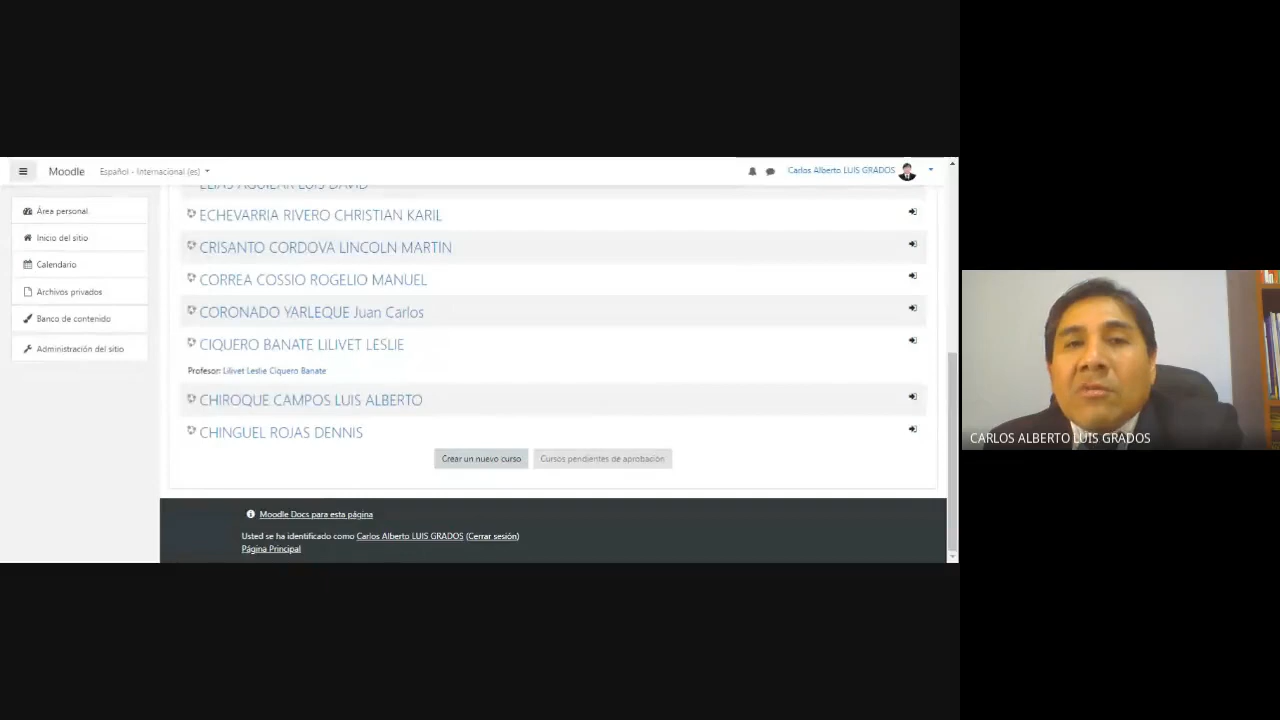 Moodle Español - Internacional (es) Carlos Alberto LUIS GRADOS
ELIAS AGUILAR LUIS DAVID
Área personal
Inicio del sitio
Calendario
Archivos privados
Banco de contenido
Administración del sitio
ECHEVARRIA RIVERO CHRISTIAN KARIL
CRISANTO CORDOVA LINCOLN MARTIN
CORREA COSSIO ROGELIO MANUEL
CORONADO YARLEQUE Juan Carlos
CIQUERO BANATE LILIVET LESLIE
Profesor: Lilivet Leslie Ciquero Banate
CHIROQUE CAMPOS LUIS ALBERTO
CHINGUEL ROJAS DENNIS
Crear un nuevo curso Cursos pendientes de aprobación
Moodle Docs para esta página
Usted se ha identificado como Carlos Alberto LUIS GRADOS (Cerrar sesión)
Página Principal
CARLOS ALBERTO LUIS GRADOS